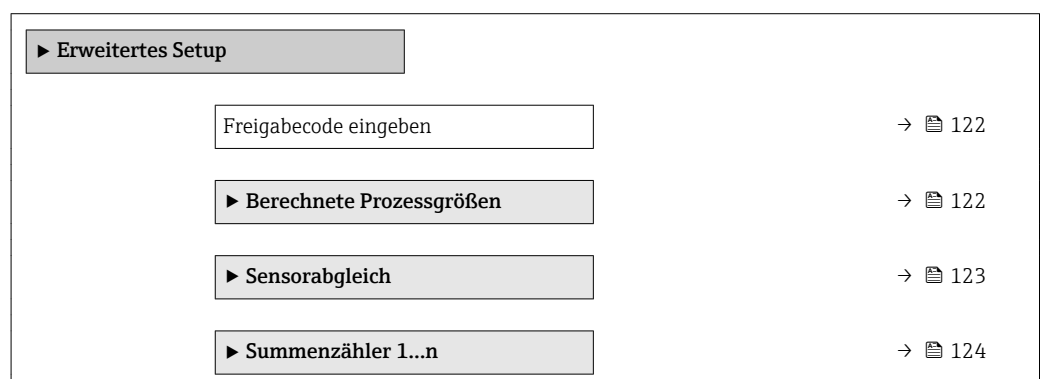 ▶ Erweitertes Setup
Freigabecode eingeben → 122
▶ Berechnete Prozessgrößen → 122
▶ Sensorabgleich → 123
▶ Summenzähler 1...n → 124